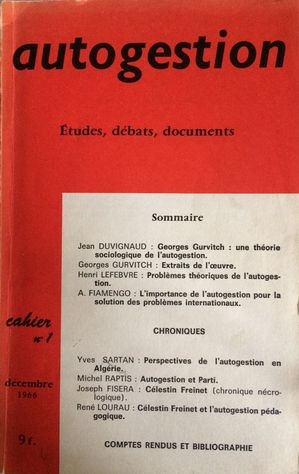 autogestion
Études, débats, documents
Sommaire
Jean DUVIGNAUD : Georges Gurvitch : une théorie
sociologique de l'autogestion.
Georges GURVITCH : Extraits de l'œuvre.
Henri LEFEBVRE : Problèmes théoriques de l'autoges-
tion.
A. FIAMENGO : L'importance de l'autogestion pour la
solution des problèmes internationaux.
CHRONIQUES
Yves SARTAN : Perspectives de l'autogestion en
Algérie.
Michel RAPTIS : Autogestion et Parti.
Joseph FISERA : Célestin Freinet (chronique nécro-
logique).
René LOURAU : Célestin Freinet et l'autogestion péda-
gogique.
COMPTES RENDUS ET BIBLIOGRAPHIE
cahier
n° 1
décembre
1966
9 f.